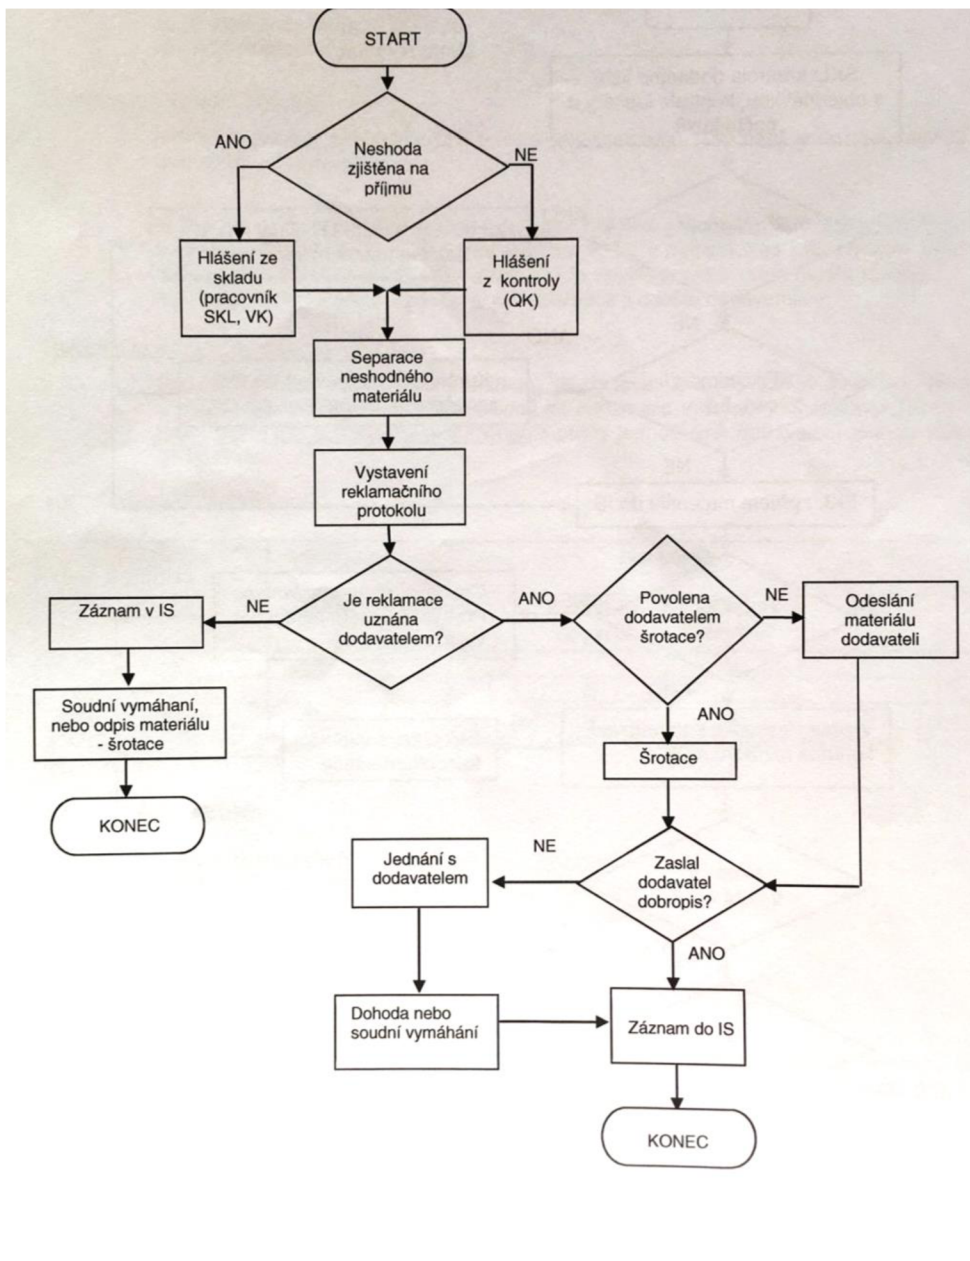 START
Neshoda
zjištěna na
příjmu
ANO
NE
Hlášení ze
skladu
(pracovník
SKL, VK)
Hlášení
z kontroly
(QK)
Separace
neshodného
materiálu
Vystavení
reklamačního
protokolu
Je reklamace
uznána
dodavatelem?
NE
ANO
Záznam v IS
Soudní vymáhaní,
nebo odpis materiálu
- šrotace
KONEC
Povolena
dodavatelem
šrotace?
NE
Odeslání
materiálu
dodavateli
ANO
Šrotace
Zaslal
dodavatel
dobropis?
NE
Jednání s
dodavatelem
ANO
Dohoda nebo
soudní vymáhání
Záznam do IS
KONEC